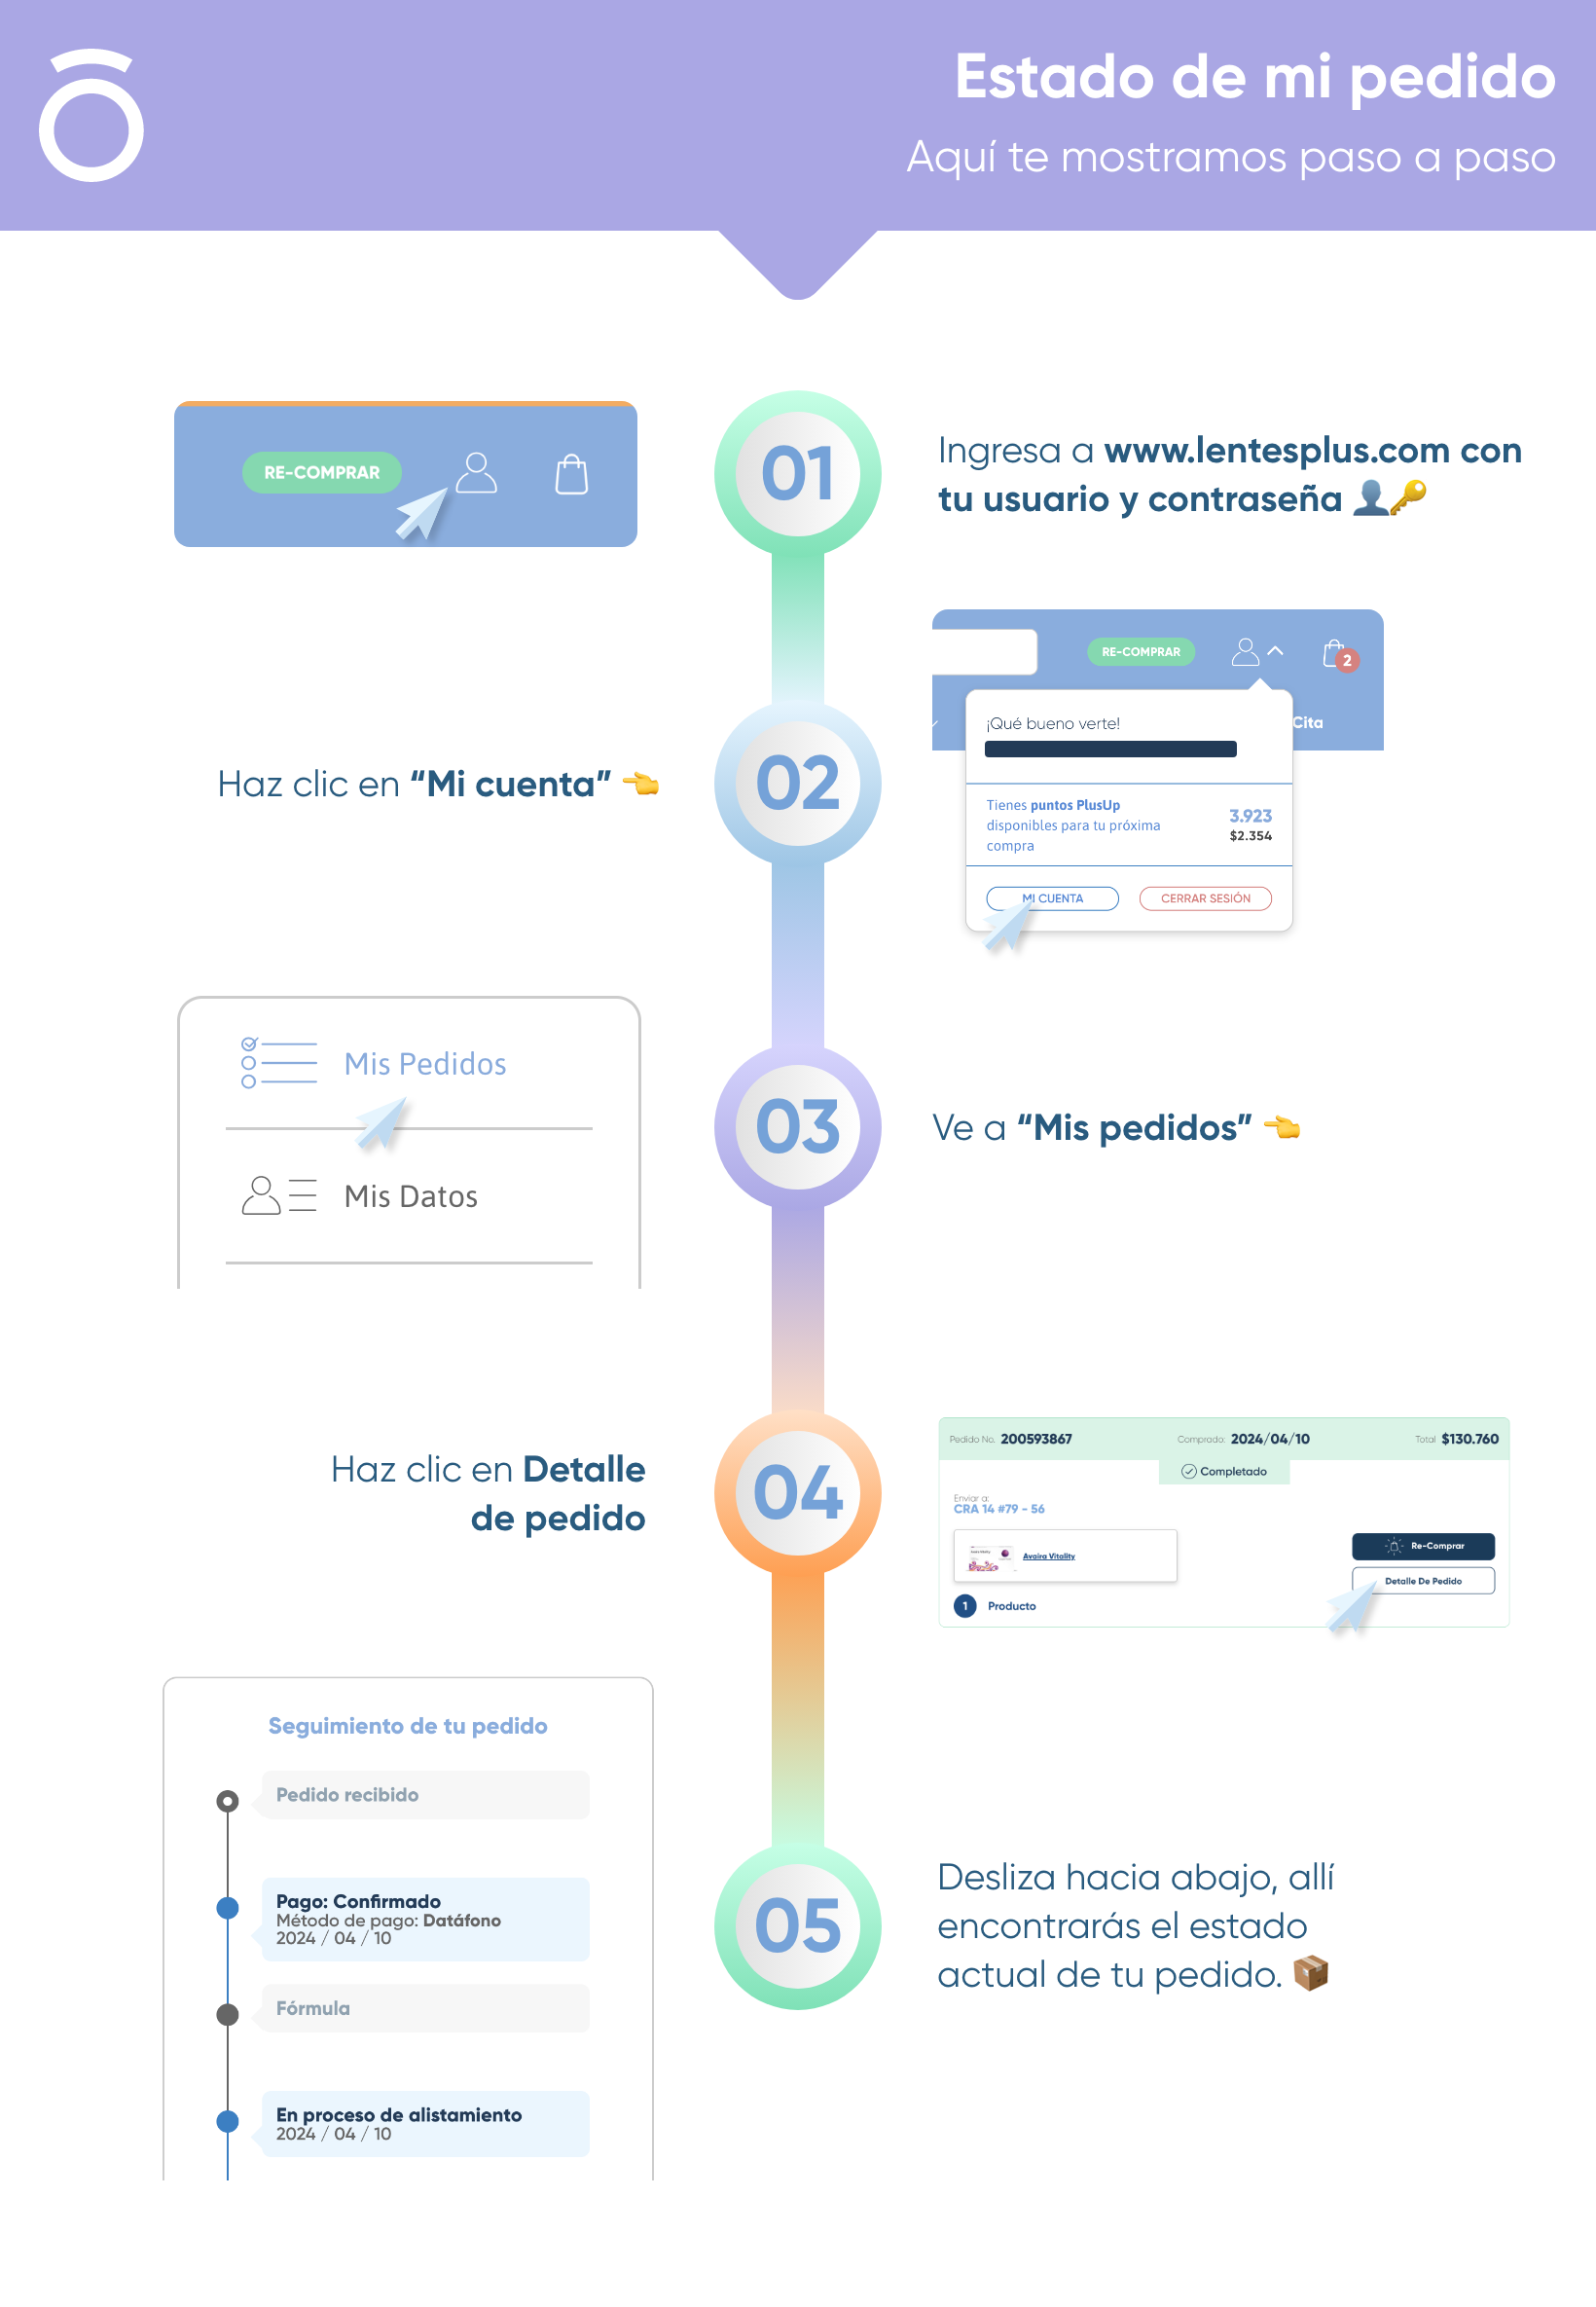 Estado de mi pedido
Aquí te mostramos paso a paso
RE-COMPRAR
01
Ingresa a www.lentesplus.com con
tu usuario y contraseña
Haz clic en “Mi cuenta”
02
RE-COMPRAR
2
Cita
¡Qué bueno verte!
Tienes puntos PlusUp
disponibles para tu próxima
compra
3.923
$2.354
MI CUENTA
CERRAR SESIÓN
Mis Pedidos
Mis Datos
03
Ve a “Mis pedidos”
Haz clic en Detalle
de pedido
04
Pedido No. 200593867
Comprado: 2024/04/10
Total $130.760
Completado
Enviar a:
CRA 14 #79 - 56
Avaira Vitality
Re-Comprar
Detalle De Pedido
1 Producto
Seguimiento de tu pedido
Pedido recibido
Pago: Confirmado
Método de pago: Datáfono
2024 / 04 / 10
Fórmula
En proceso de alistamiento
2024 / 04 / 10
05
Desliza hacia abajo, allí
encontrarás el estado
actual de tu pedido.